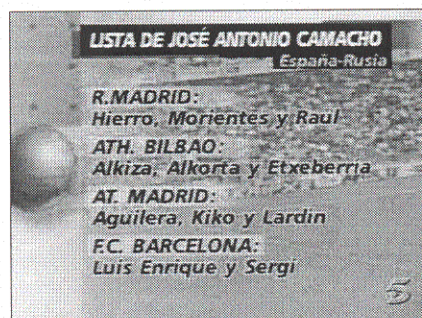 LISTA DE JOSÉ ANTONIO CAMACHO
España-Rusia
R.MADRID:
Hierro, Morientes y Raúl
ATH. BILBAO:
Alkiza, Alkorta y Etxeberria
AT. MADRID:
Aguilera, Kiko y Lardin
F.C. BARCELONA:
Luis Enrique y Sergi
5